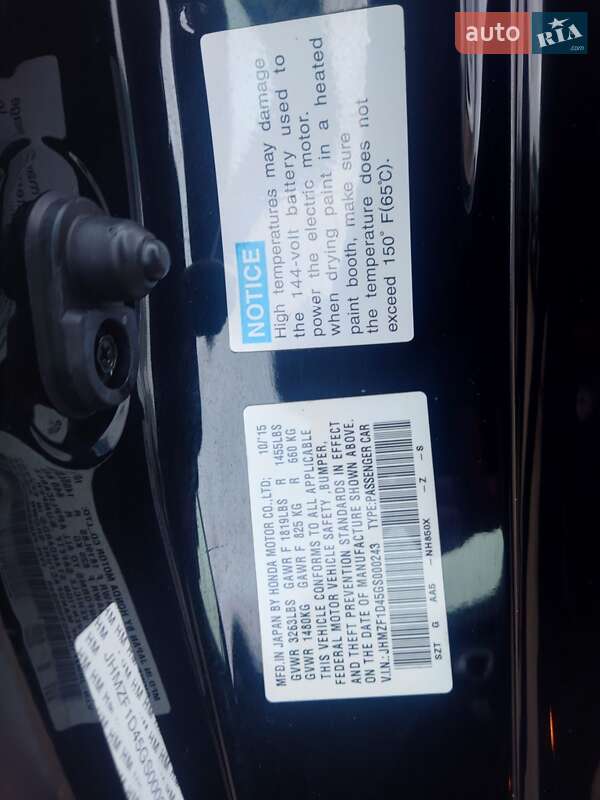 auto RIA.com
NOTICE
High temperatures may damage
the 144-volt battery used to
power the electric motor.
when drying paint in a heated
paint booth, make sure
the temperature does not
exceed 150° F(65℃).
MFD.IN JAPAN BY HONDA MOTOR CO.,LTD: 10/'15
GVWR 3263LBS GAWR F 1819LBS R 1455LBS
GVWR 1480KG GAWR F 825 KG R 660 KG
THIS VEHICLE CONFORMS TO ALL APPLICABLE
FEDERAL MOTOR VEHICLE SAFETY ,BUMPER,
AND THEFT PREVENTION STANDARDS IN EFFECT
ON THE DATE OF MANUFACTURE SHOWN ABOVE.
V.I.N.: JHMZF1D45GS000243 TYPE:PASSENGER CAR
SZT G AA5 -NH850X -Z -S